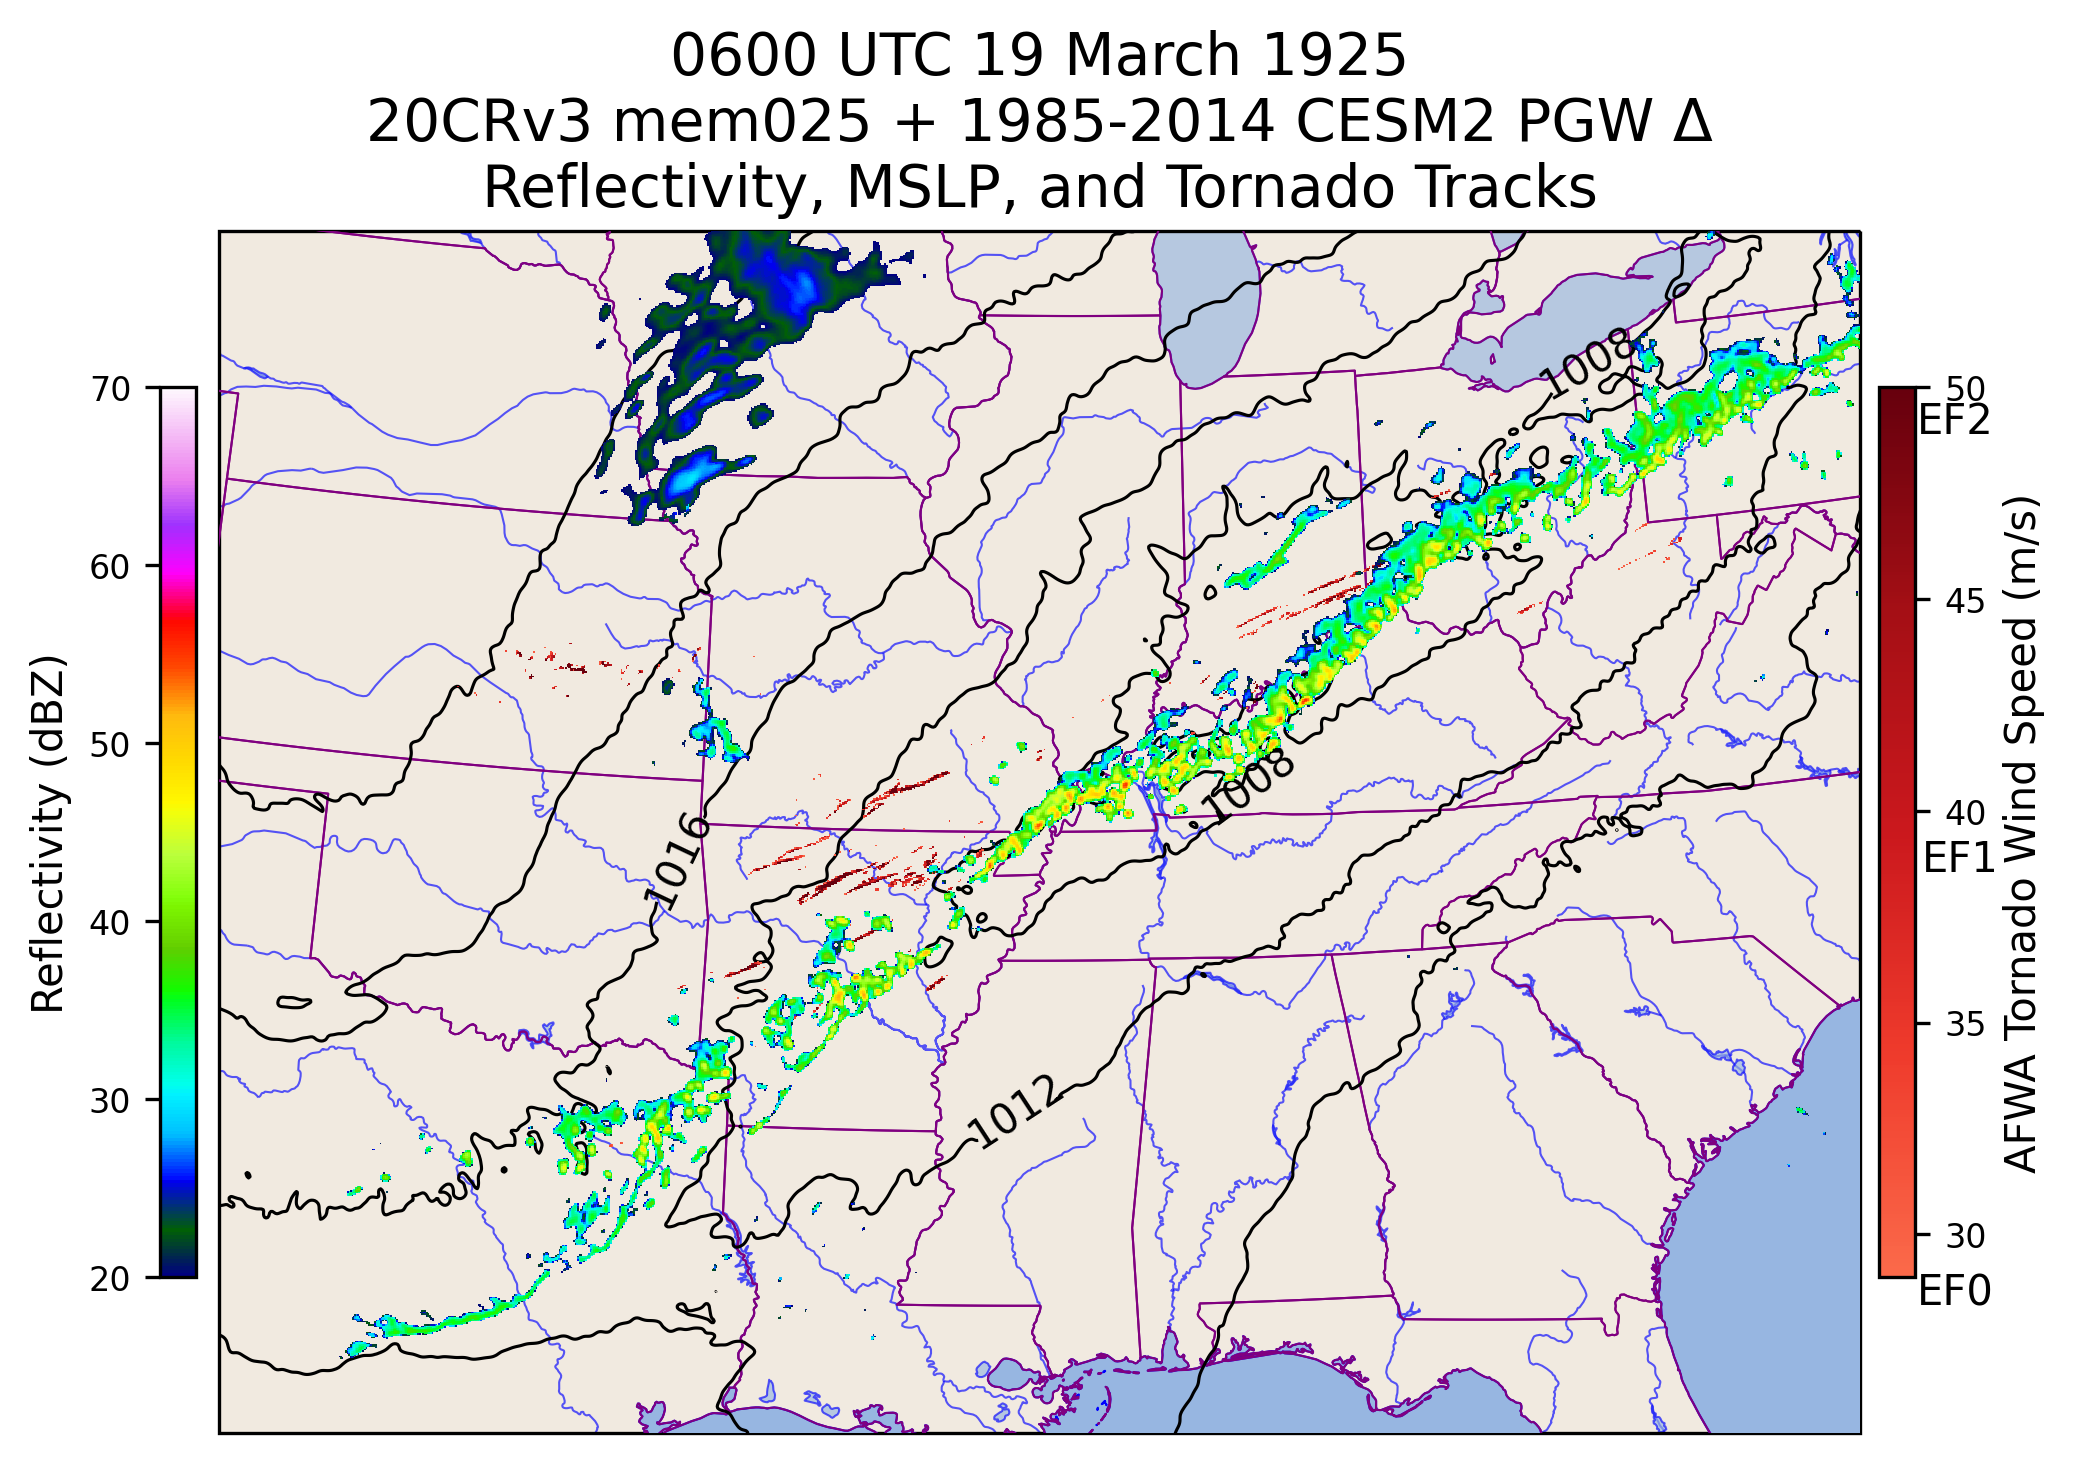 0600 UTC 19 March 1925
20CRv3 mem025 + 1985-2014 CESM2 PGW Δ
Reflectivity, MSLP, and Tornado Tracks
70
60
50
40
30
20
Reflectivity (dBZ)
1008
1008
1016
1012
50
EF2
45
40
EF1
35
30
EF0
AFWA Tornado Wind Speed (m/s)